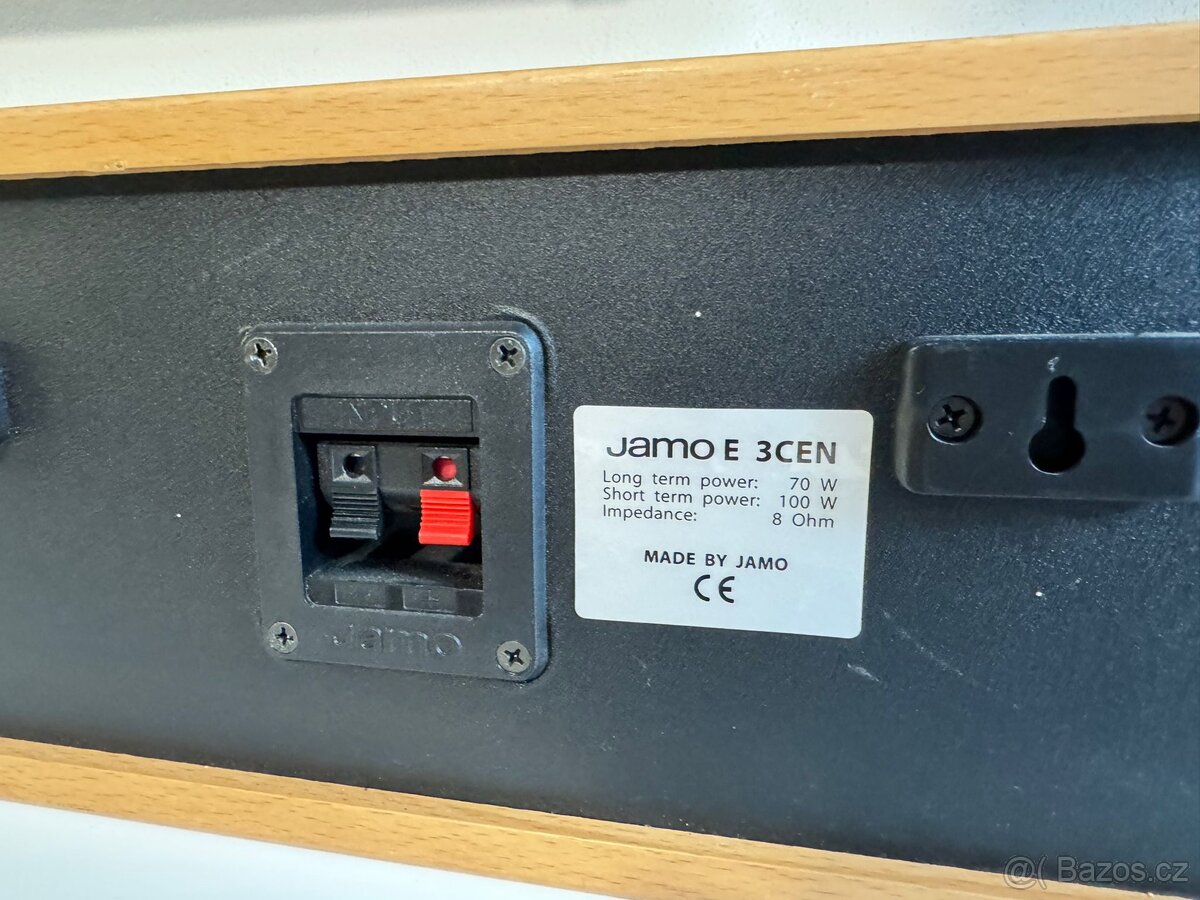 INPUT
Jamo E 3CEN
Long term power: 70 W
Short term power: 100 W
Impedance: 8 Ohm
MADE BY JAMO
CE
Jamo
Bazos.cz